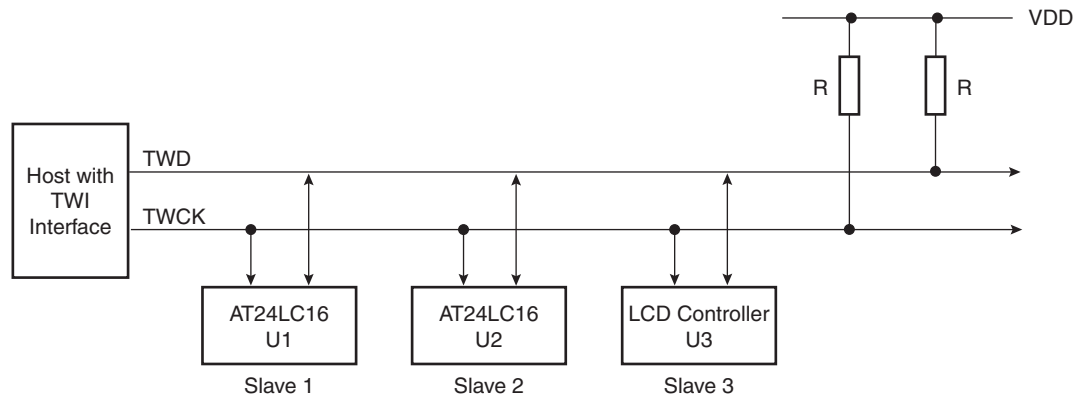 VDD
R
R
Host with
TWI
Interface
TWD
TWCK
AT24LC16
U1
AT24LC16
U2
LCD Controller
U3
Slave 1
Slave 2
Slave 3